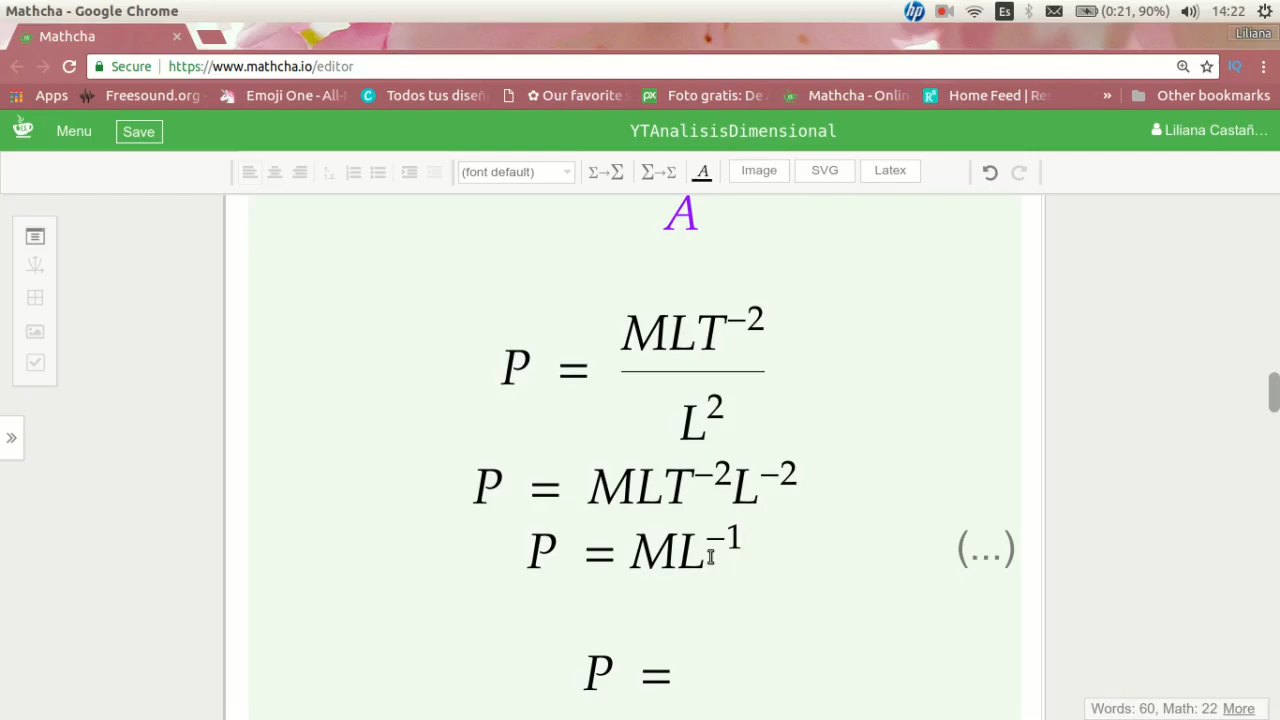 Mathcha - Google Chrome
Es
(0:21, 90%)
14:22
Mathcha
Liliana
Secure
https://www.mathcha.io/editor
IQ
Apps
Freesound.org
Emoji One - All-
Todos tus diseñ
✿ Our favorite
Foto gratis: De
Mathcha - Onlin
Home Feed | Re
»
Other bookmarks
Menu
Save
YTAnalisisDimensional
Liliana Castañ...
(font default)
Σ→Σ
Σ→Σ
A
Image
SVG
Latex
A
P = MLT⁻² / L²
P = MLT⁻²L⁻²
P = ML⁻¹
(...)
P =
Words: 60, Math: 22 More